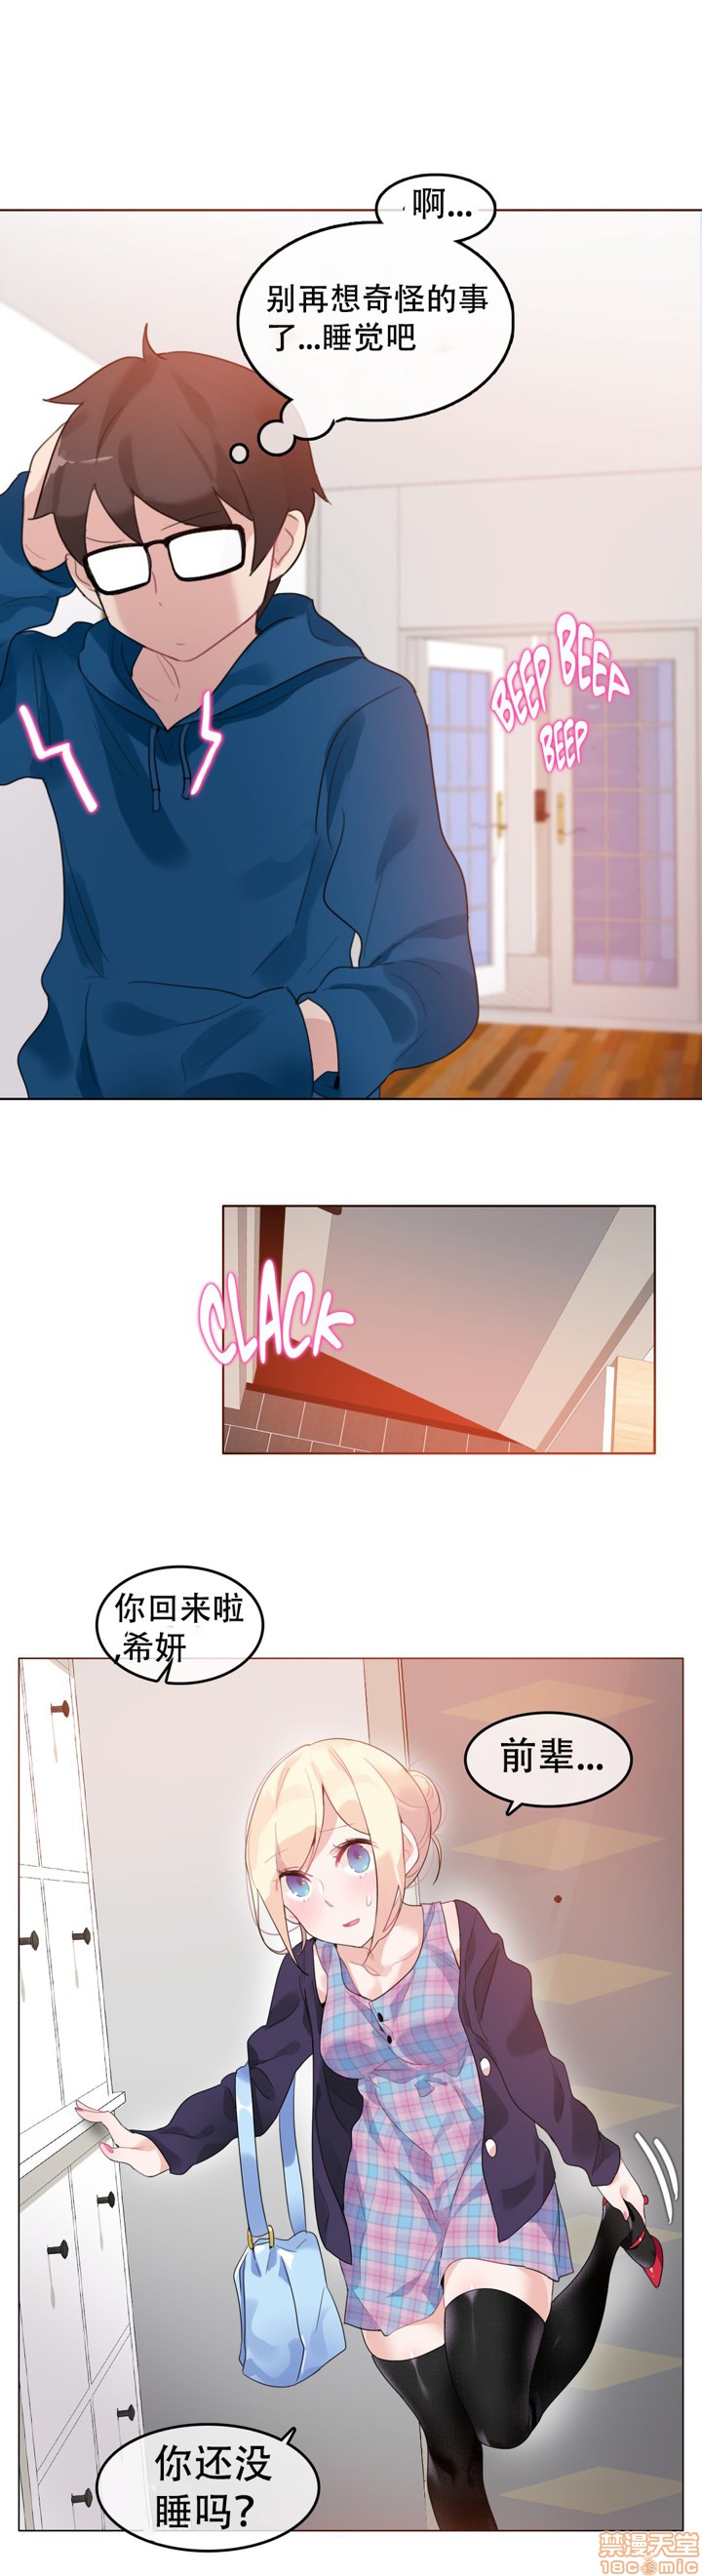 啊...
别再想奇怪的事
了...睡觉吧
BEEP BEEP
BEEP
CLACK
你回来啦
,希妍
前辈...
你还没
睡吗?
禁漫天堂
18comic